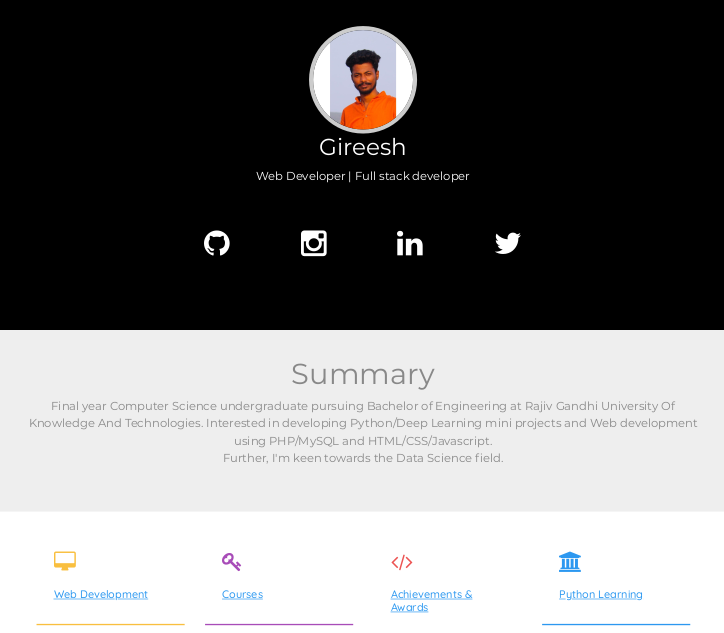 Gireesh
Web Developer | Full stack developer
Summary
Final year Computer Science undergraduate pursuing Bachelor of Engineering at Rajiv Gandhi University Of
Knowledge And Technologies. Interested in developing Python/Deep Learning mini projects and Web development
using PHP/MySQL and HTML/CSS/Javascript.
Further, I'm keen towards the Data Science field.
Web Development
Courses
Achievements &
Awards
Python Learning